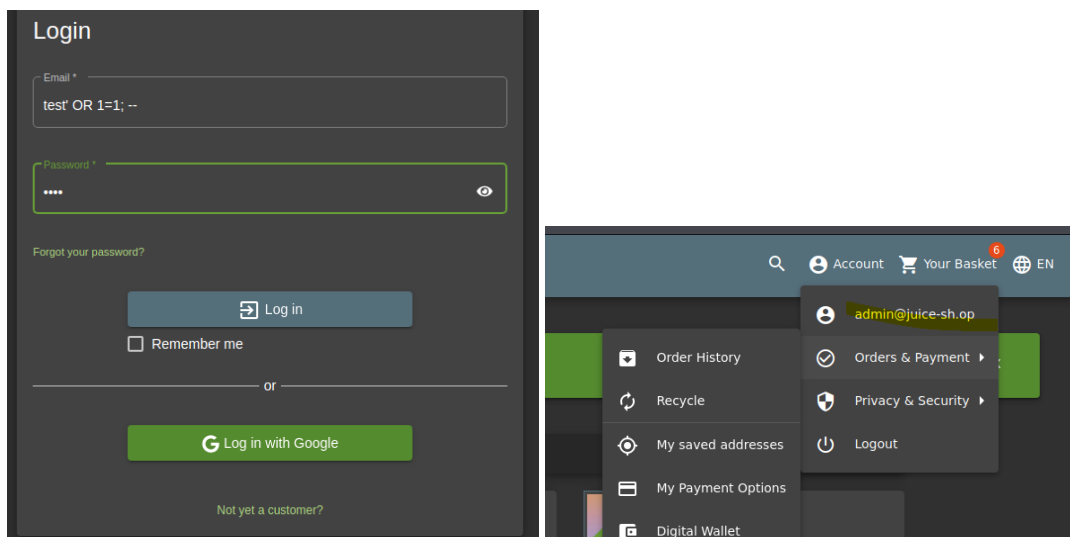 Login
Email *
test' OR 1=1; --
Password *
••••
Forgot your password?
Log in
Remember me
or
G Log in with Google
Not yet a customer?
6
Account Your Basket EN
admin@juice-sh.op
Orders & Payment
Privacy & Security
Logout
Order History
Recycle
My saved addresses
My Payment Options
Digital Wallet